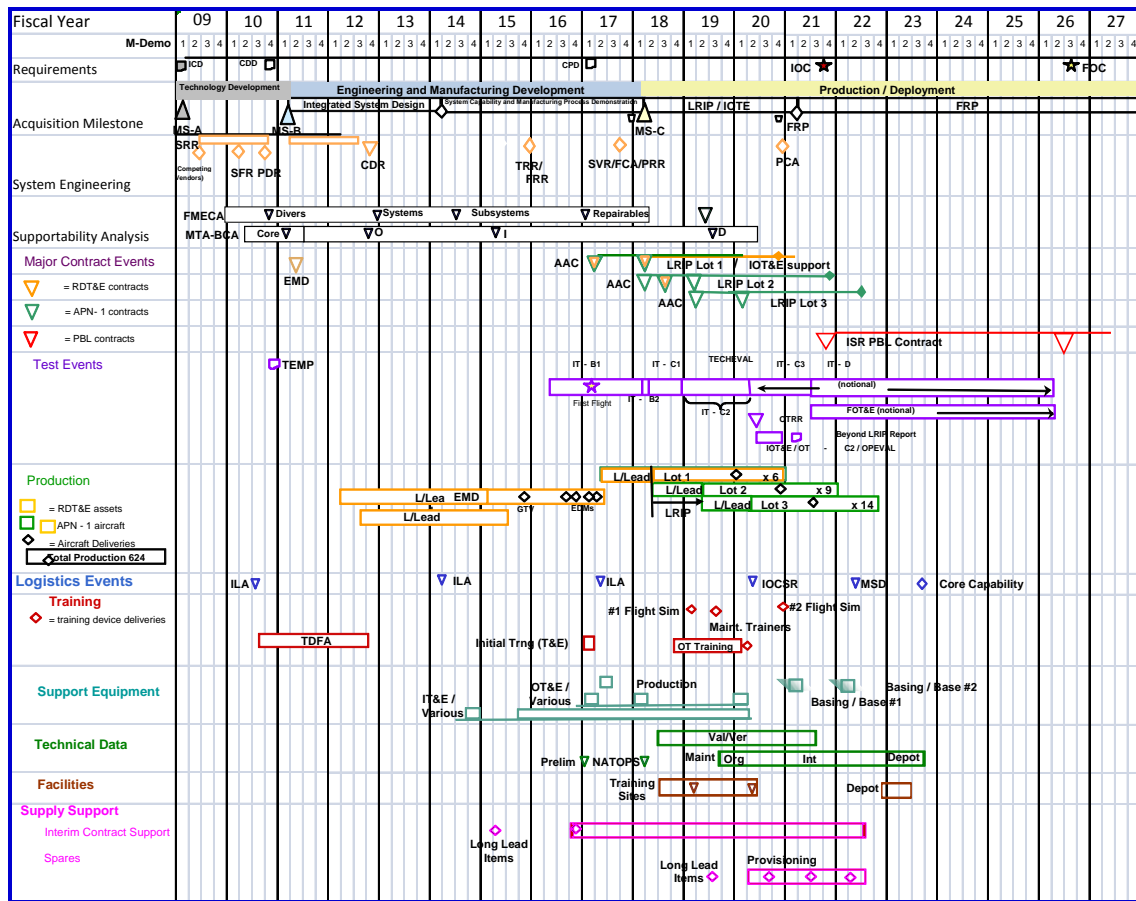 Fiscal Year 09 10 11 12 14 15 16 17 18 19 20 21 22 23 24 25 26 27
M-Demo 1 2 3 4 1 2 3 4 1 2 3 4 1 2 3 4 1 2 3 4 1 2 3 4 1 2 3 4 1 2 3 4 1 2 3 4 1 2 3 4 1 2 3 4 1 2 3 4 1 2 3 4 1 2 3 4 1 2 3 4 1 2 3 4 1 2 3 4 1 2 3 4
Requirements ICD CDD CPD IOC FOC
Technology Development Engineering and Manufacturing Development Production / Deployment
Integrated System Design System Capability and Manufacturing Process Demonstration LRIP / IOTE FRP
Acquisition Milestone MS-A MS-B MS-C FRP
SRR
(Competing Vendors) SFR PDR CDR TRR/ FRR SVR/FCA/PRR PCA
System Engineering
FMECA Divers Systems Subsystems Repairables
Supportability Analysis MTA-BCA Core O I D
Major Contract Events AAC LRIP Lot 1 IOT&E support
EMD
= RDT&E contracts AAC LRIP Lot 2
= APN- 1 contracts AAC LRIP Lot 3
= PBL contracts ISR PBL Contract
Test Events TEMP IT - B1 IT - C1 TECHEVAL IT - C3 IT - D
(notional)
First Flight IT - B2 IT - C2
FOT&E (notional)
OTRR
Beyond LRIP Report
IOT&E / OT - C2 / OPEVAL
Production L/Lead Lot 1 x 6
L/Lead Lot 2 x 9
L/Lea EMD
= RDT&E assets GTV EDMs L/Lead Lot 3 x 14
APN - 1 aircraft L/Lead LRIP
= Aircraft Deliveries
Total Production 624
Logistics Events ILA ILA ILA IOCSR MSD Core Capability
Training #1 Flight Sim #2 Flight Sim
= training device deliveries Maint. Trainers
TDFA Initial Trng (T&E) OT Training
Support Equipment OT&E / Various Production Basing / Base #2
IT&E / Various Basing / Base #1
Technical Data Val/Ver
Prelim NATOPS Maint Org Int Depot
Facilities Training Sites Depot
Supply Support
Interim Contract Support
Long Lead Items
Spares Long Lead Items Provisioning